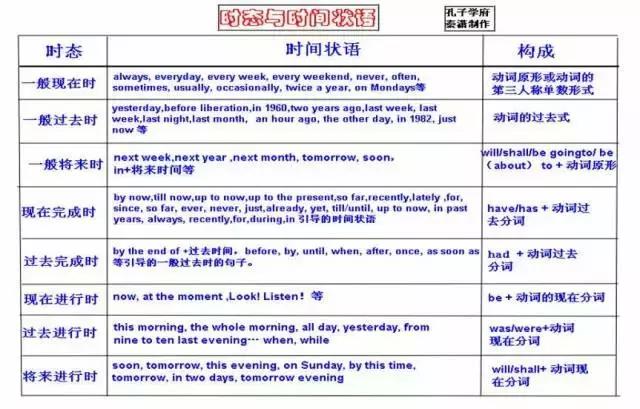 时态与时间状语
孔子学府
秦谱制作
时态 时间状语 构成
一般现在时
always, everyday, every week, every weekend, never, often,
sometimes, usually, occasionally, twice a year, on Mondays等
动词原形或动词的
第三人称单数形式
一般过去时
yesterday,before liberation,in 1960,two years ago,last week, last
week,last night,last month, an hour ago, the other day, in 1982, just
now 等
动词的过去式
一般将来时
next week,next year ,next month, tomorrow, soon,
in+将来时间等
will/shall/be goingto/ be
(about) to + 动词原形
现在完成时
by now,till now,up to now,up to the present,so far,recently,lately ,for,
since, so far, ever, never, just,already, yet, till/until, up to now, in past
years, always, recently,for,during,in 引导的时间状语
have/has + 动词过
去分词
过去完成时
by the end of +过去时间, before, by, until, when, after, once, as soon as
等引导的一般过去时的句子。
had + 动词过去
分词
现在进行时
now, at the moment ,Look! Listen! 等
be + 动词的现在分词
过去进行时
this morning, the whole morning, all day, yesterday, from
nine to ten last evening… when, while
was/were+动词
现在分词
将来进行时
soon, tomorrow, this evening, on Sunday, by this time,
tomorrow, in two days, tomorrow evening
will/shall+ 动词现
在分词